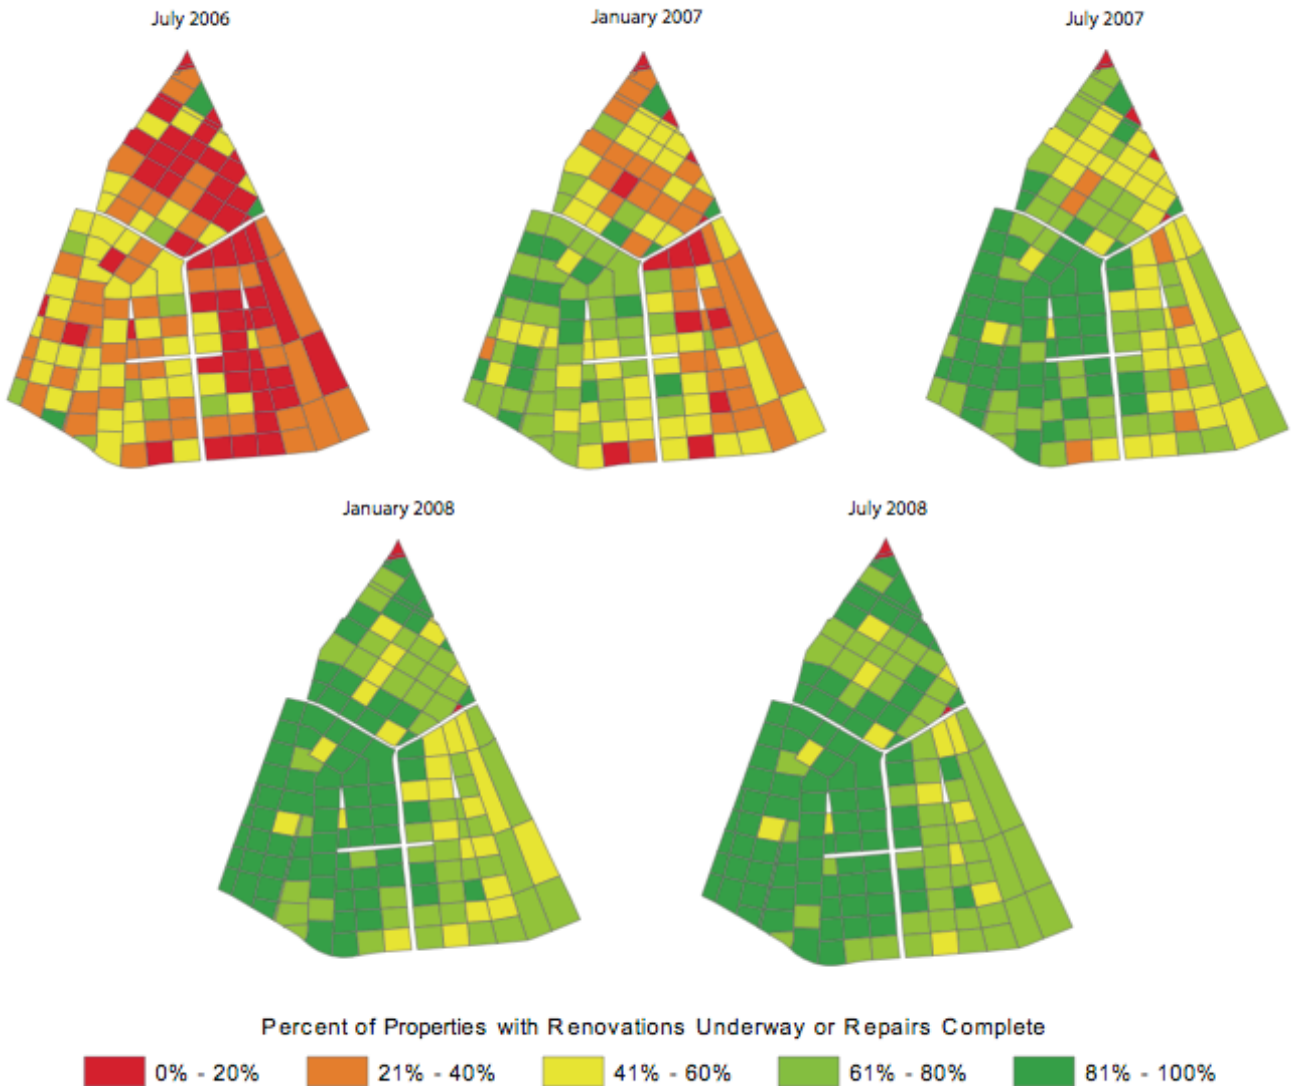 July 2006
January 2007
July 2007
January 2008
July 2008
Percent of Properties with Renovations Underway or Repairs Complete
0% - 20%
21% - 40%
41% - 60%
61% - 80%
81% - 100%